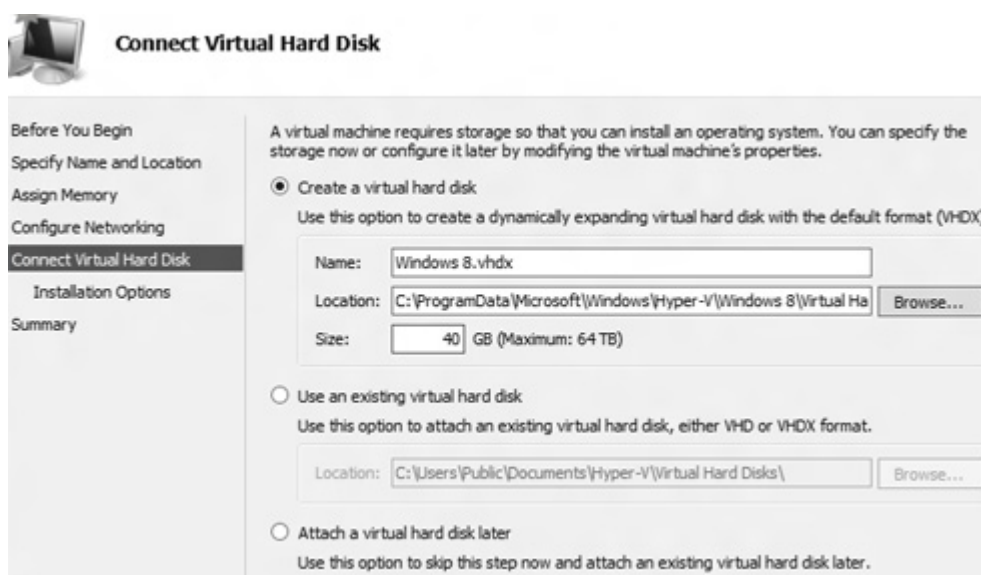 Connect Virtual Hard Disk
Before You Begin
Specify Name and Location
Assign Memory
Configure Networking
Connect Virtual Hard Disk
Installation Options
Summary
A virtual machine requires storage so that you can install an operating system. You can specify the
storage now or configure it later by modifying the virtual machine's properties.
Create a virtual hard disk
Use this option to create a dynamically expanding virtual hard disk with the default format (VHDX)
Name: Windows 8.vhdx
Location: C:\ProgramData\Microsoft\Windows\Hyper-V\Windows 8\Virtual Ha Browse...
Size: 40 GB (Maximum: 64 TB)
Use an existing virtual hard disk
Use this option to attach an existing virtual hard disk, either VHD or VHDX format.
Location: C:\Users\Public\Documents\Hyper-V\Virtual Hard Disks\ Browse...
Attach a virtual hard disk later
Use this option to skip this step now and attach an existing virtual hard disk later.